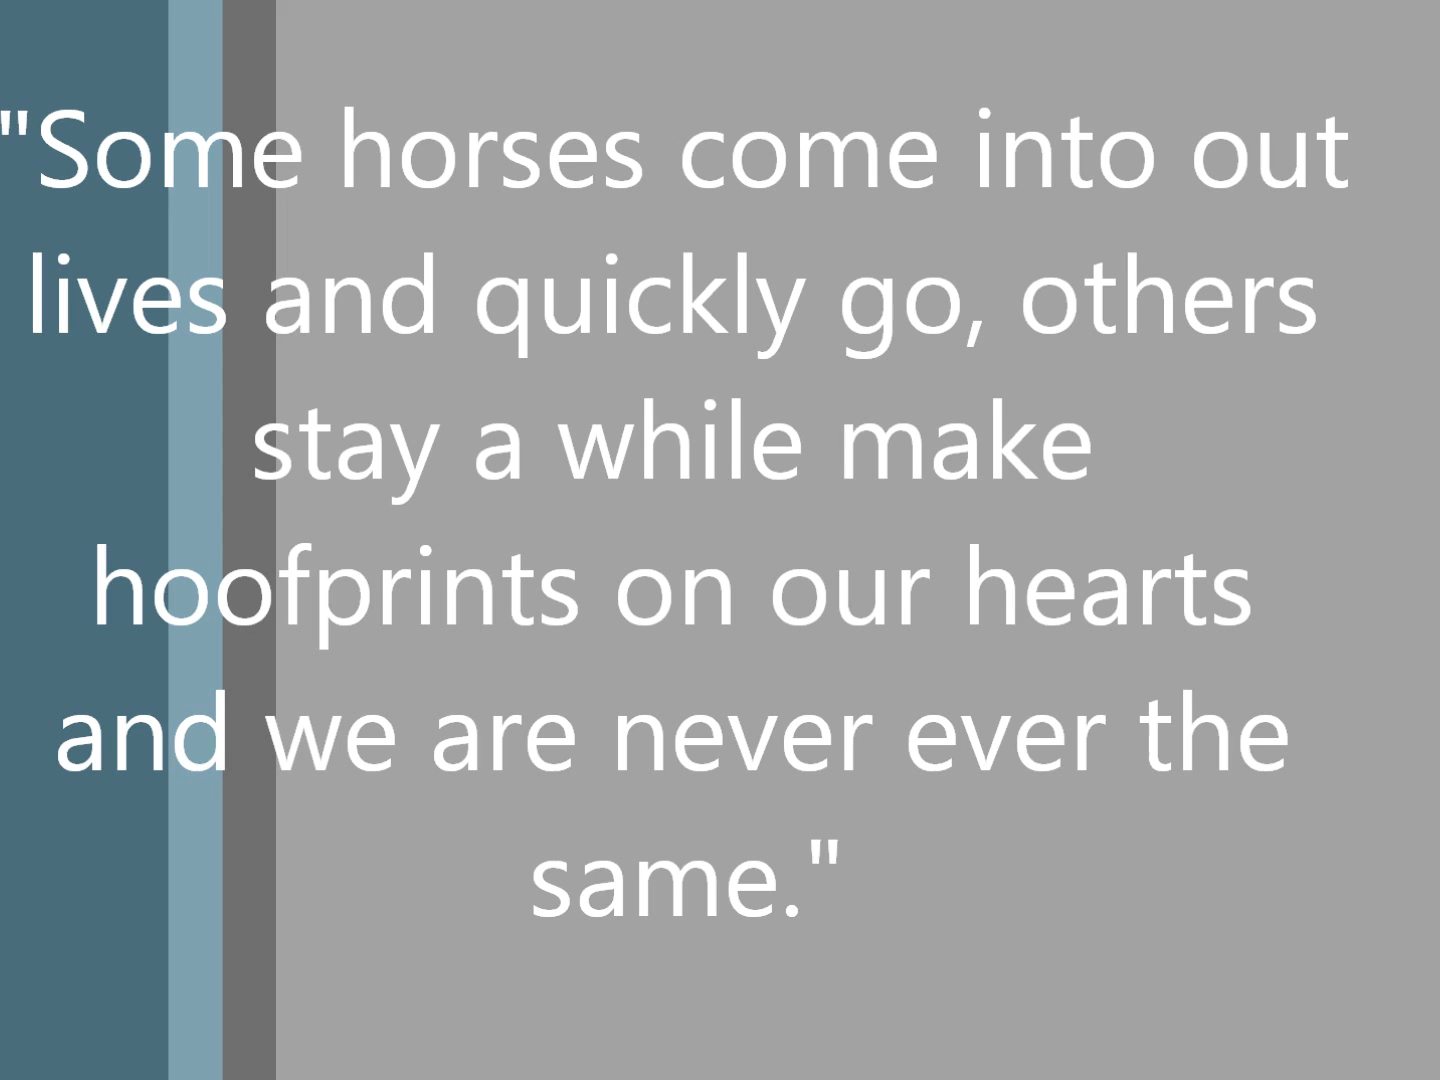 "Some horses come into out
lives and quickly go, others
stay a while make
hoofprints on our hearts
and we are never ever the
same."